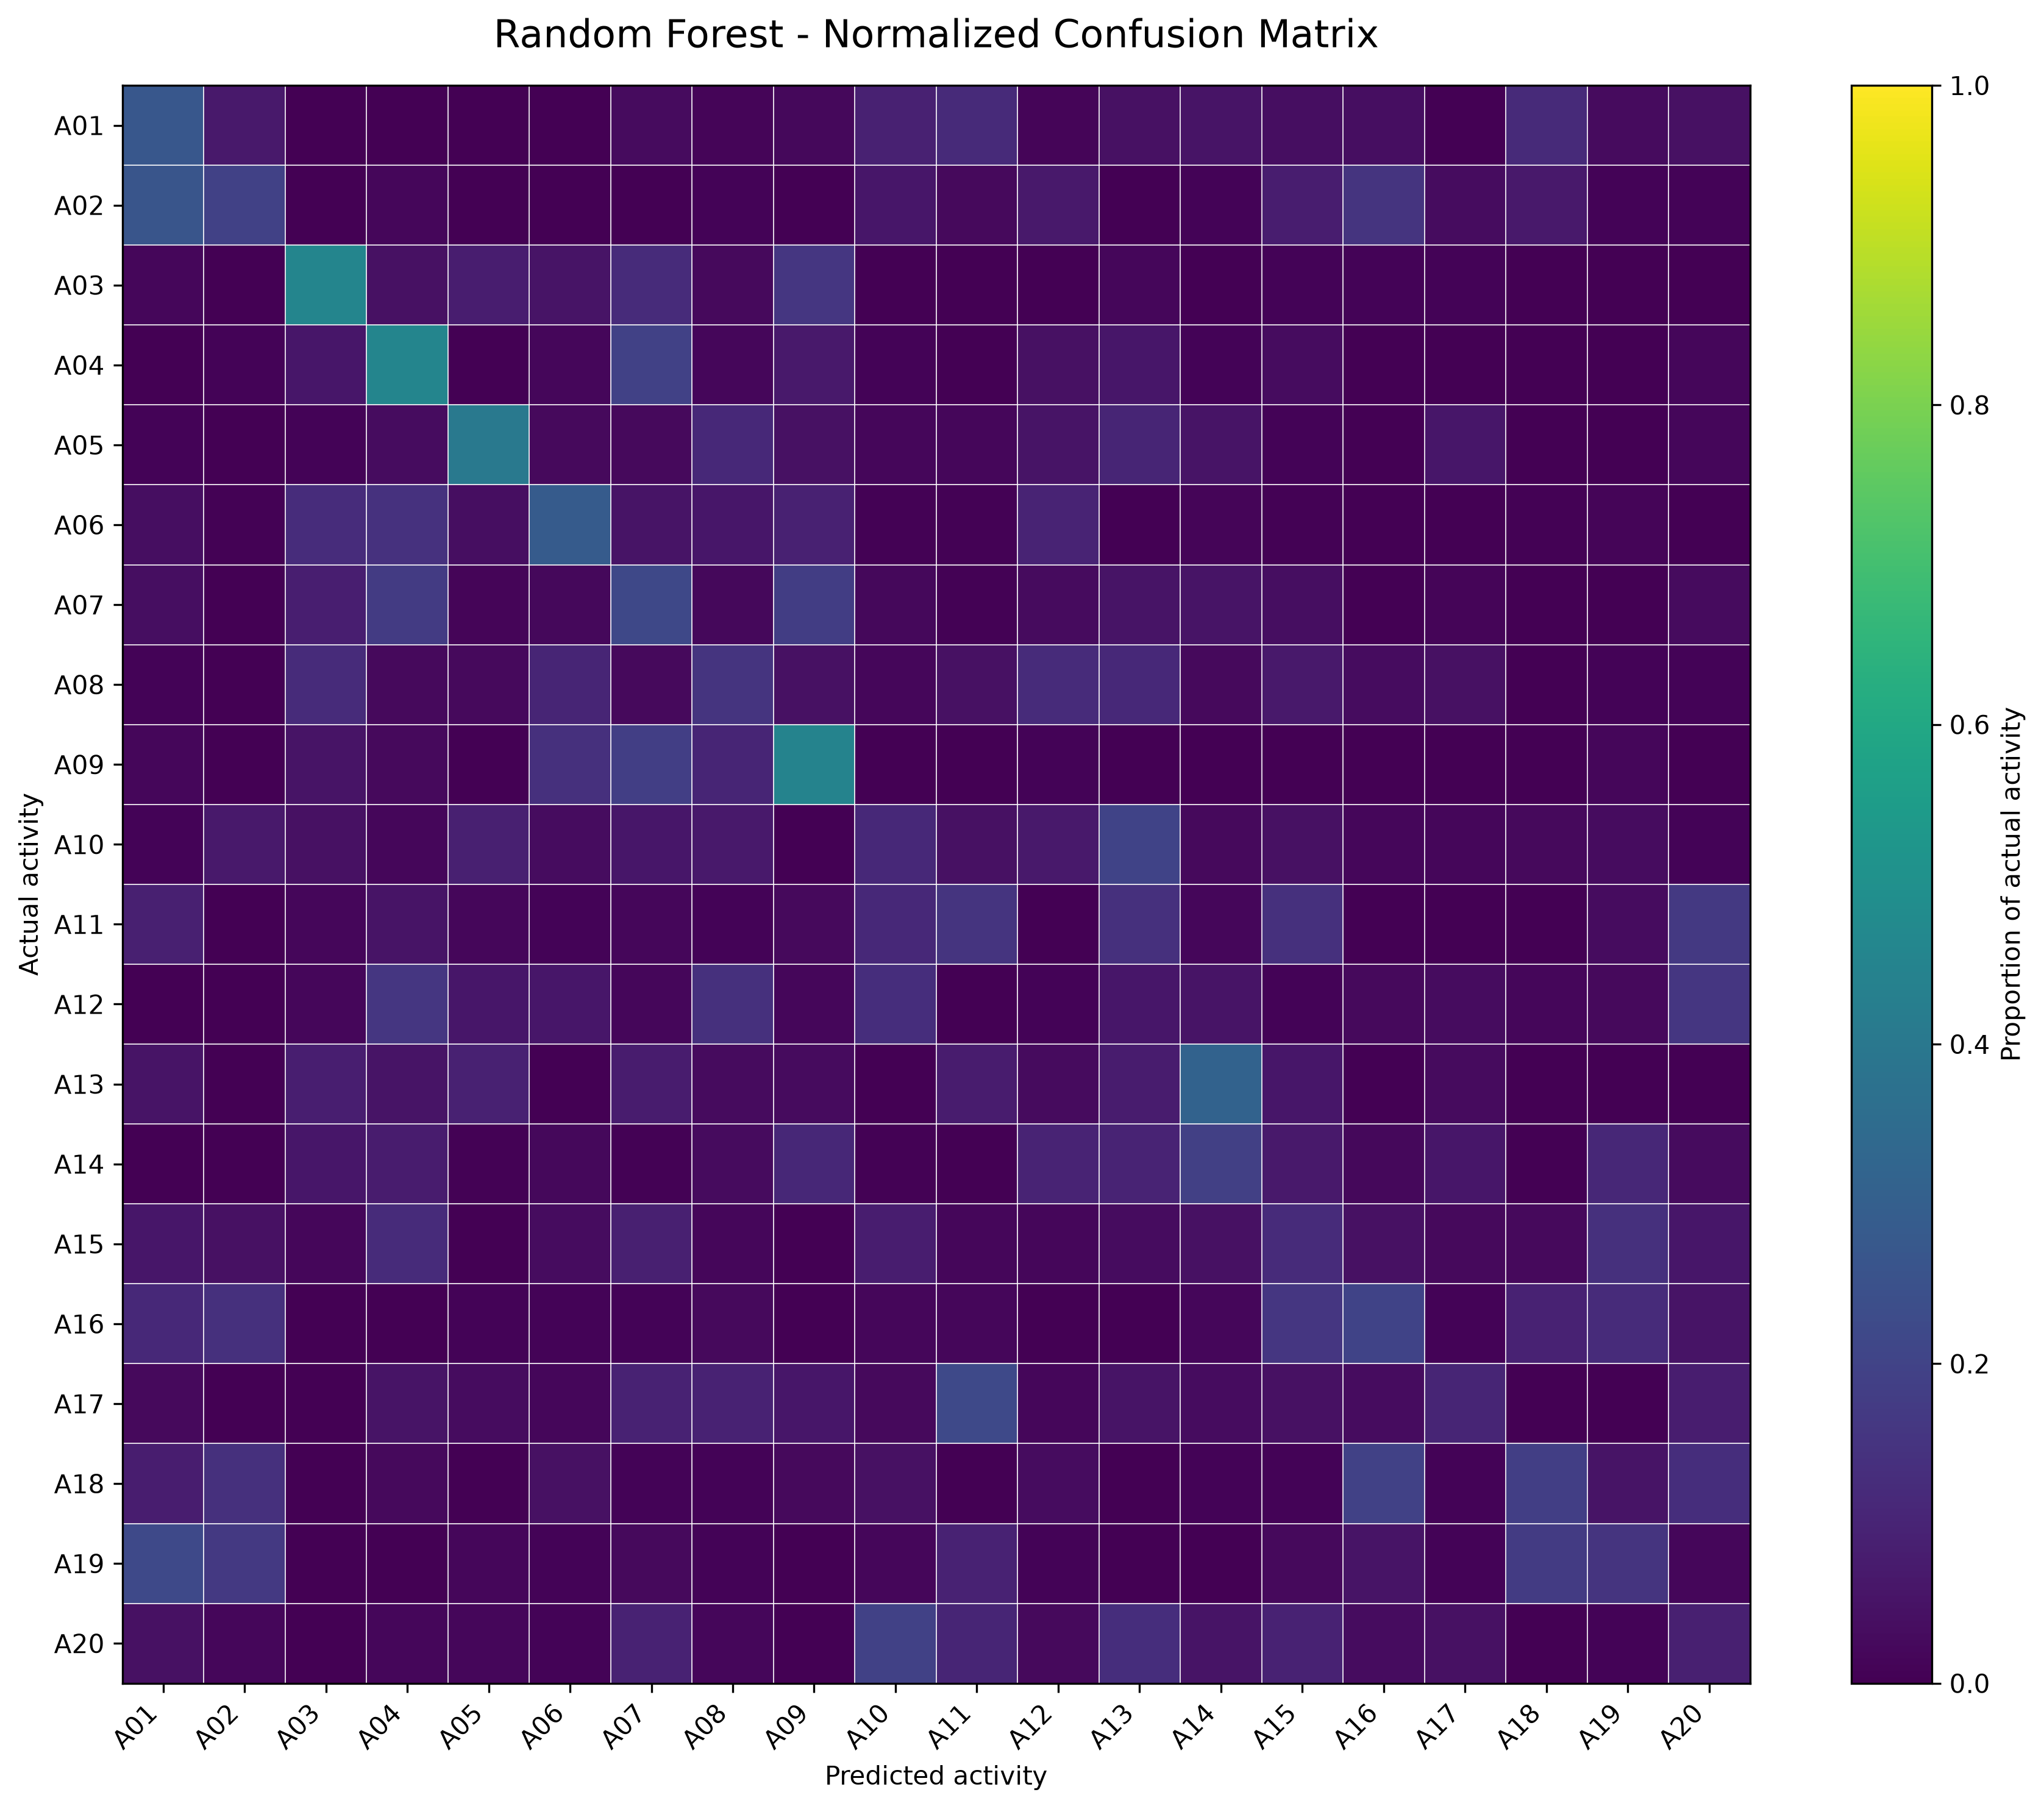 Random Forest - Normalized Confusion Matrix
A01
A02
A03
A04
A05
A06
A07
A08
A09
A10
A11
A12
A13
A14
A15
A16
A17
A18
A19
A20
Actual activity
A01 A02 A03 A04 A05 A06 A07 A08 A09 A10 A11 A12 A13 A14 A15 A16 A17 A18 A19 A20
Predicted activity
1.0
0.8
0.6
0.4
0.2
0.0
Proportion of actual activity